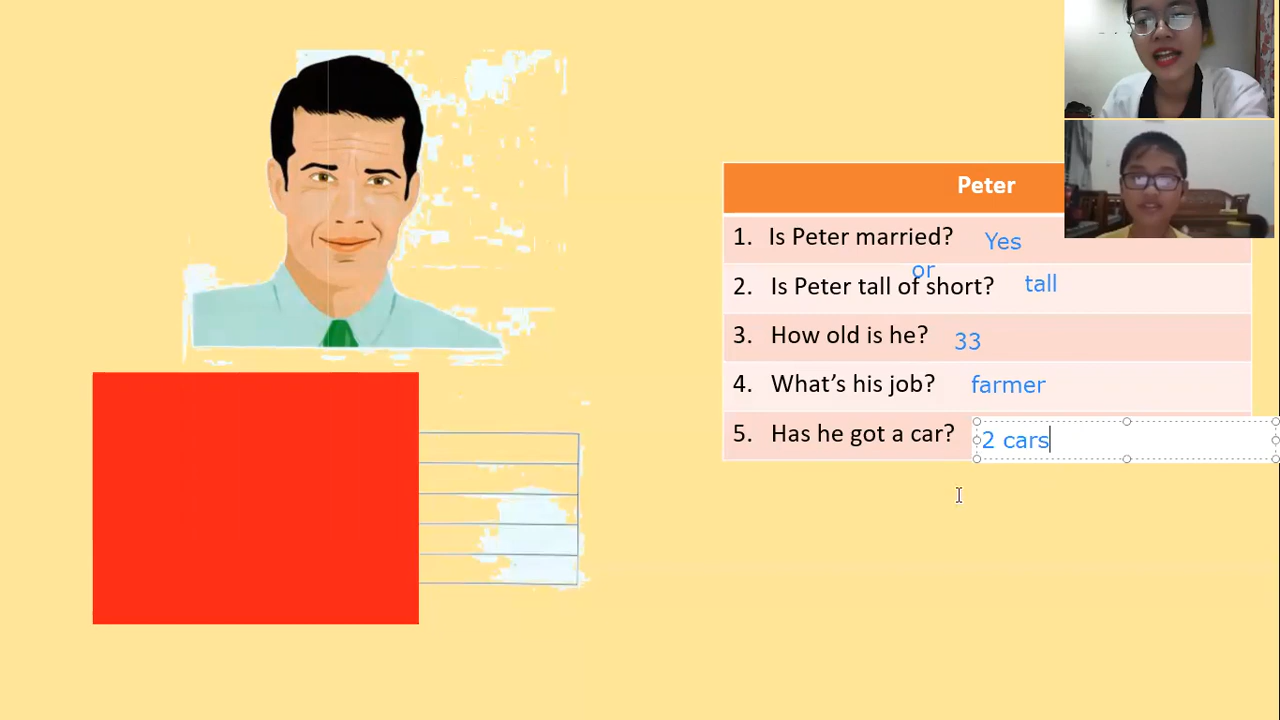 Peter
1. Is Peter married? Yes
or
2. Is Peter tall of short? tall
3. How old is he? 33
4. What's his job? farmer
5. Has he got a car? 2 cars